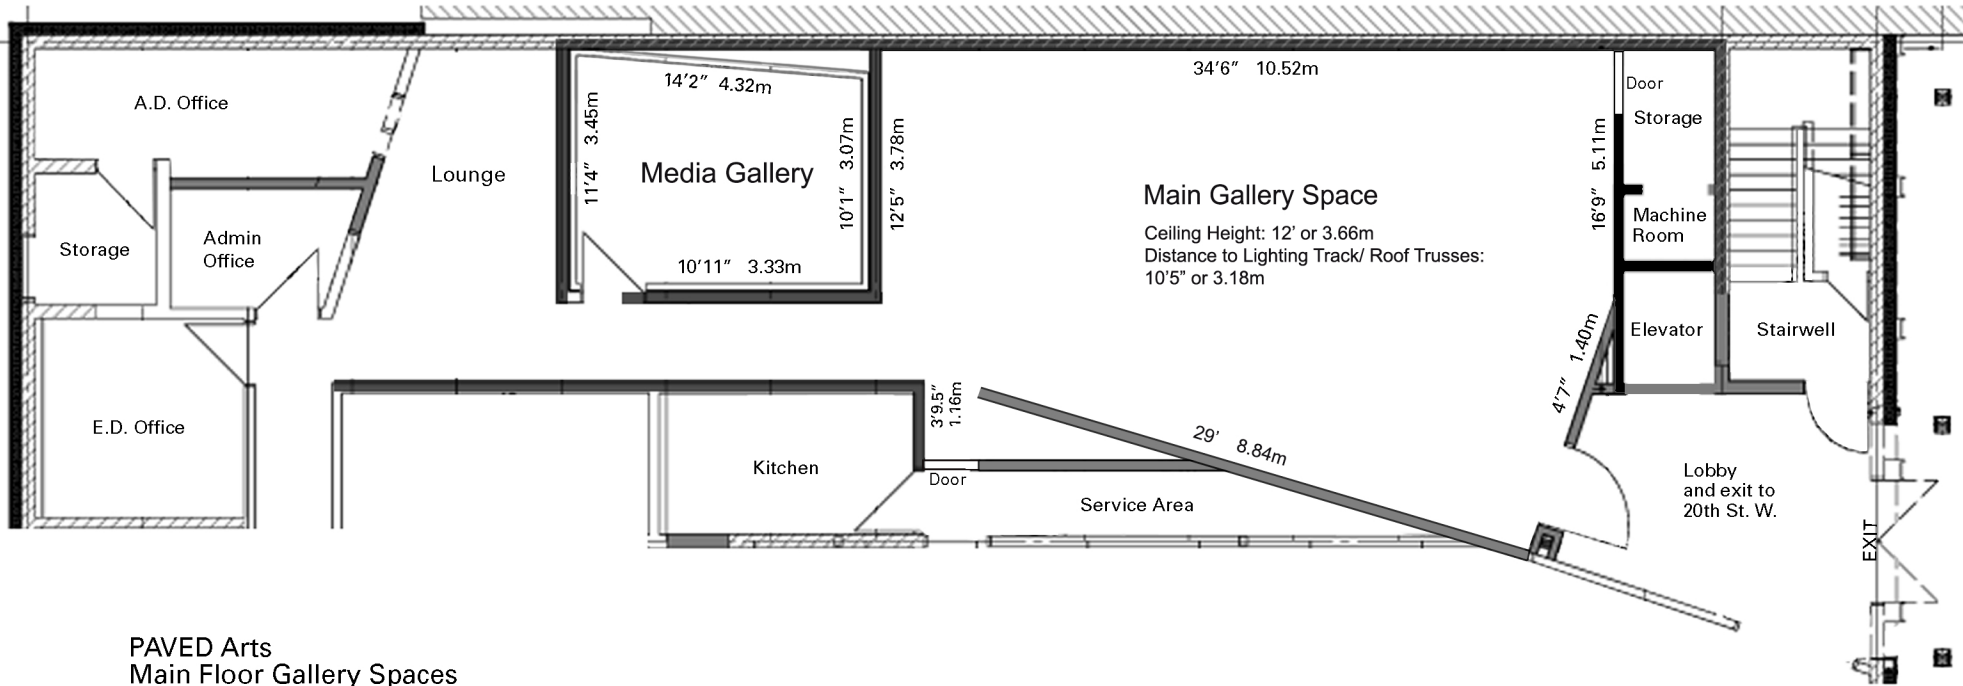 34’6” 10.52m
14’2” 4.32m
Door
A.D. Office
11’4” 3.45m
10’1” 3.07m
12’5” 3.78m
16’9” 5.11m
Storage
Lounge
Media Gallery
Main Gallery Space
Ceiling Height: 12’ or 3.66m
Distance to Lighting Track/ Roof Trusses:
10’5” or 3.18m
Machine
Room
Storage
Admin
Office
10’11” 3.33m
Elevator
Stairwell
4’7” 1.40m
3’9.5”
1.16m
E.D. Office
29’ 8.84m
Kitchen
Door
Service Area
Lobby
and exit to
20th St. W.
EXIT
PAVED Arts
Main Floor Gallery Spaces